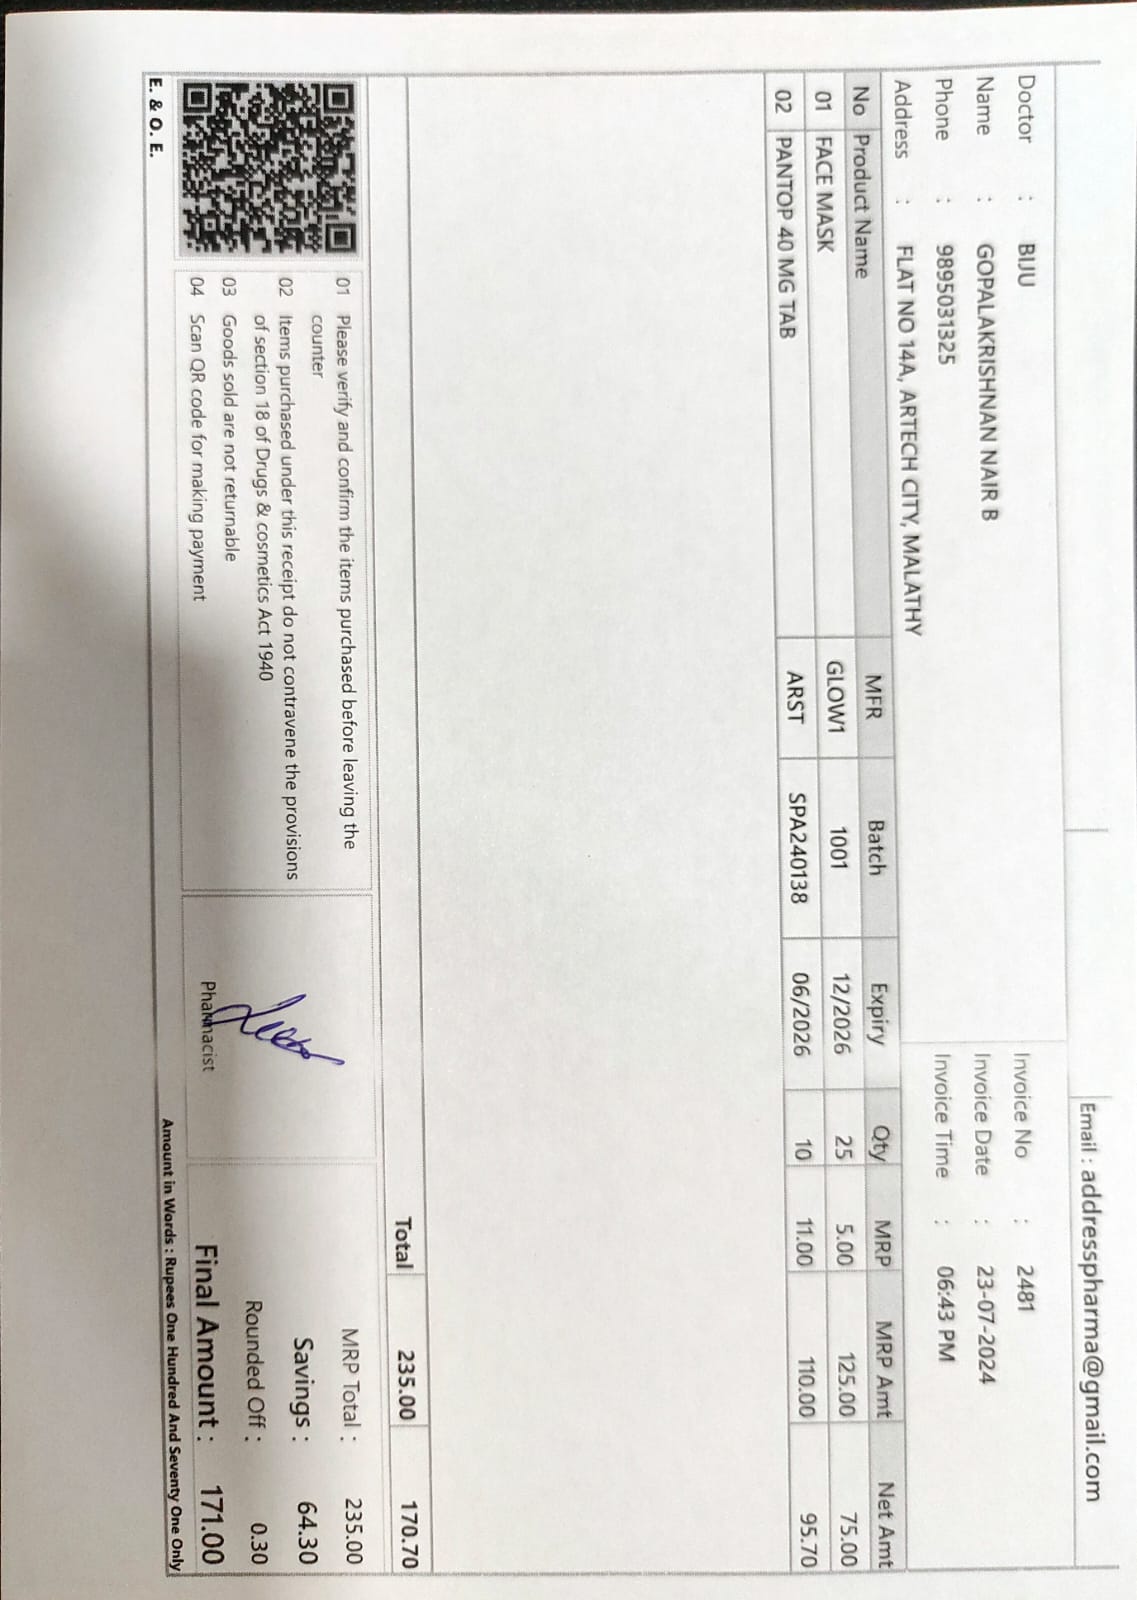 Email : addresspharma@gmail.com
Doctor : BIJU
Name : GOPALAKRISHNAN NAIR B
Phone : 9895031325
Address : FLAT NO 14A, ARTECH CITY, MALATHY
Invoice No : 2481
Invoice Date : 23-07-2024
Invoice Time : 06:43 PM
No Product Name MFR Batch Expiry Qty MRP MRP Amt Net Amt
01 FACE MASK GLOW1 1001 12/2026 25 5.00 125.00 75.00
02 PANTOP 40 MG TAB ARST SPA240138 06/2026 10 11.00 110.00 95.70
Total 235.00 170.70
01 Please verify and confirm the items purchased before leaving the
counter
02 Items purchased under this receipt do not contravene the provisions
of section 18 of Drugs & cosmetics Act 1940
03 Goods sold are not returnable
04 Scan QR code for making payment
E. & O. E.
Pharmacist
MRP Total : 235.00
Savings : 64.30
Rounded Off : 0.30
Final Amount : 171.00
Amount in Words : Rupees One Hundred And Seventy One Only